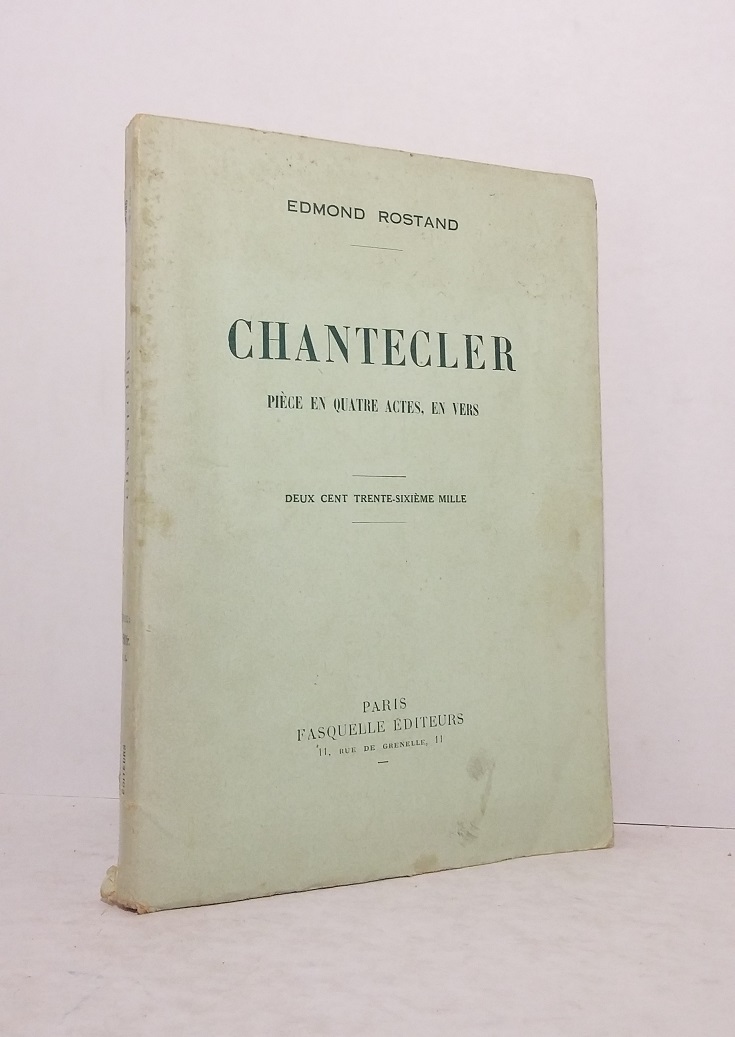 EDMOND ROSTAND
CHANTECLER
PIÈCE EN QUATRE ACTES, EN VERS
DEUX CENT TRENTE-SIXIÈME MILLE
PARIS
FASQUELLE ÉDITEURS
11, RUE DE GRENELLE, 11